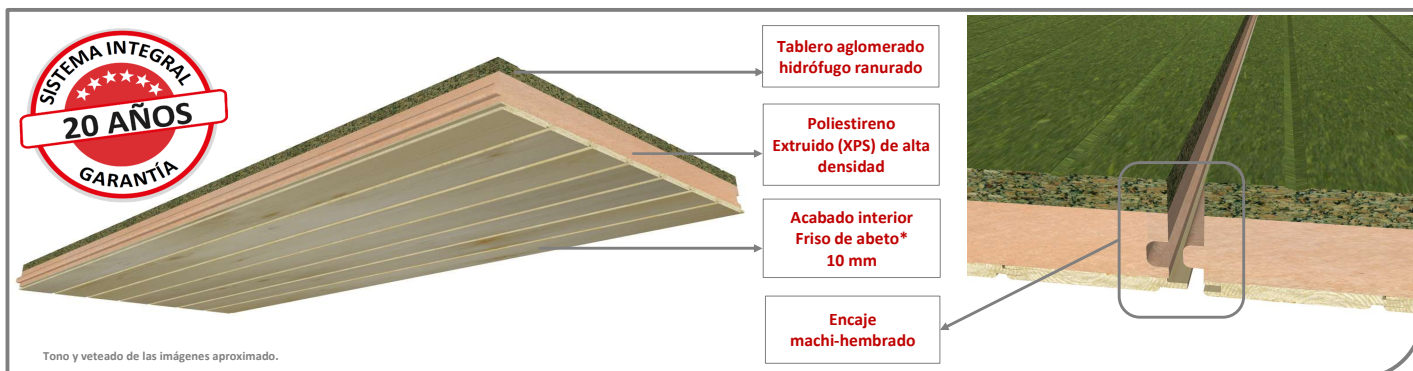 SISTEMA INTEGRAL
20 AÑOS
GARANTÍA
Tablero aglomerado
hidrófugo ranurado
Poliestireno
Extruido (XPS) de alta
densidad
Acabado interior
Friso de abeto*
10 mm
Encaje
machi-hembrado
Tono y veteado de las imágenes aproximado.